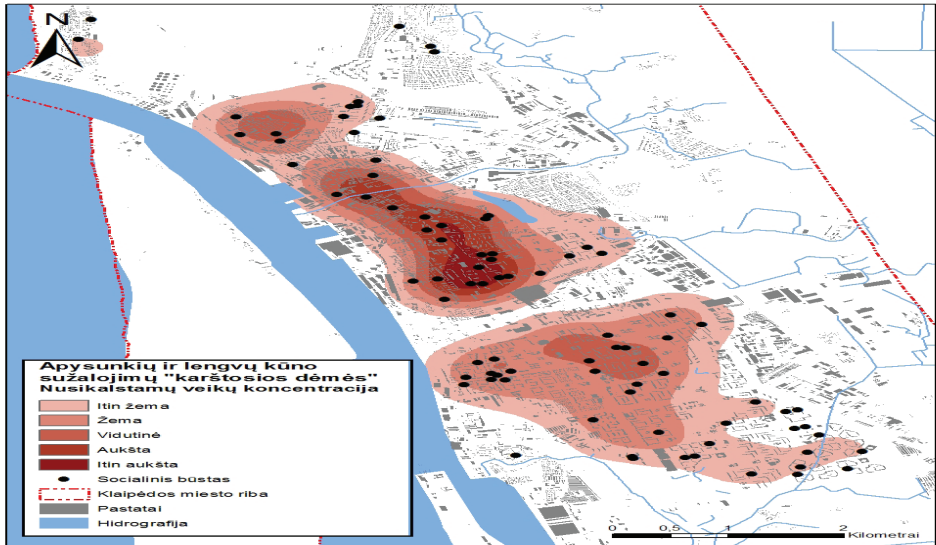 N
Apysunkių ir lengvų kūno
sužalojimų "karštosios dėmės"
Nusikalstamų veikų koncentracija
Itin žema
Žema
Vidutinė
Aukšta
Itin aukšta
Socialinis būstas
Klaipėdos miesto riba
Pastatai
Hidrografija
0 0,5 1 2
Kilometrai